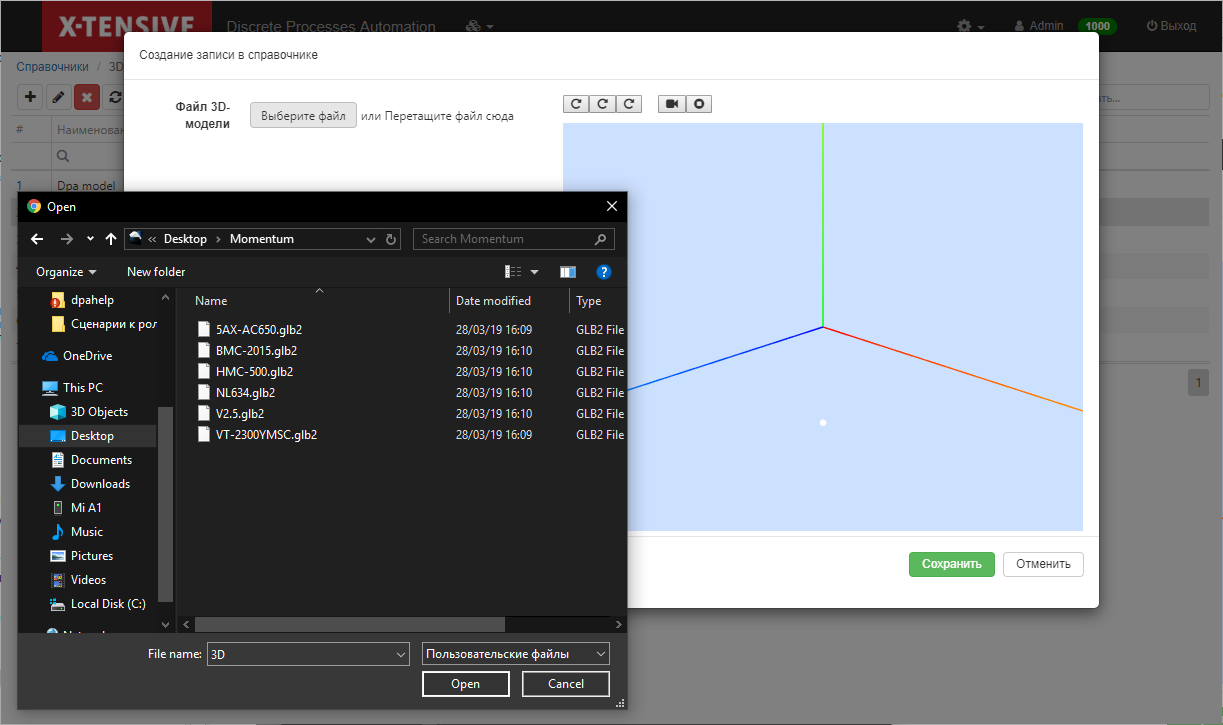 X-TENSIVE Discrete Processes Automation Admin 1000 Выход
Справочники / 3D
#
Наименован
1 Dpa model
1
Создание записи в справочнике
Файл 3D-
модели
Выберите файл или Перетащите файл сюда
Сохранить Отменить
Open
« Desktop › Momentum
Search Momentum
Organize New folder
dpahelp
Сценарии к рол
OneDrive
This PC
3D Objects
Desktop
Documents
Downloads
Mi A1
Music
Pictures
Videos
Local Disk (C:)
Name Date modified Type
5AX-AC650.glb2 28/03/19 16:09 GLB2 File
BMC-2015.glb2 28/03/19 16:10 GLB2 File
HMC-500.glb2 28/03/19 16:10 GLB2 File
NL634.glb2 28/03/19 16:10 GLB2 File
V2.5.glb2 28/03/19 16:10 GLB2 File
VT-2300YMSC.glb2 28/03/19 16:09 GLB2 File
File name: 3D Пользовательские файлы
Open Cancel